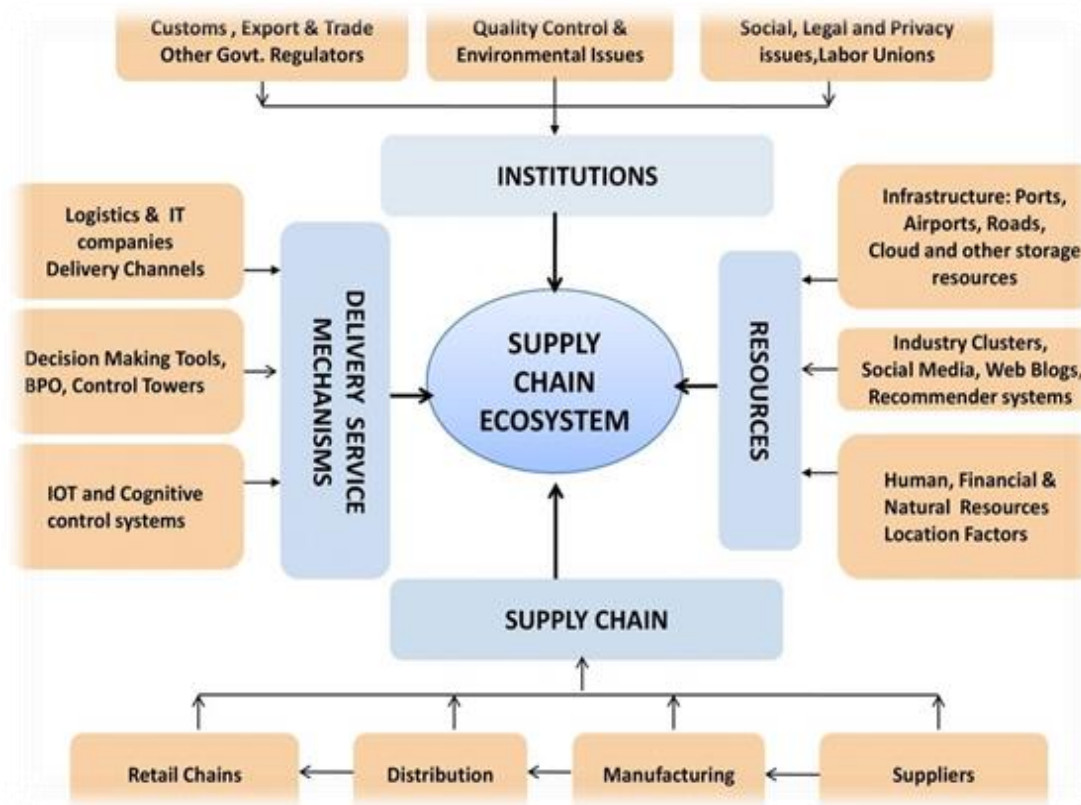 Customs , Export & Trade
Other Govt. Regulators
Quality Control &
Environmental Issues
Social, Legal and Privacy
issues,Labor Unions
INSTITUTIONS
Logistics & IT
companies
Delivery Channels
Decision Making Tools,
BPO, Control Towers
IOT and Cognitive
control systems
DELIVERY SERVICE
MECHANISMS
SUPPLY
CHAIN
ECOSYSTEM
RESOURCES
Infrastructure: Ports,
Airports, Roads,
Cloud and other storage
resources
Industry Clusters,
Social Media, Web Blogs,
Recommender systems
Human, Financial &
Natural Resources
Location Factors
SUPPLY CHAIN
Retail Chains
Distribution
Manufacturing
Suppliers